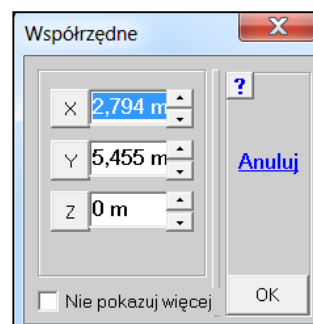 Współrzędne
X 2,794 m
?
Y 5,455 m
Anuluj
Z 0 m
Nie pokazuj więcej
OK